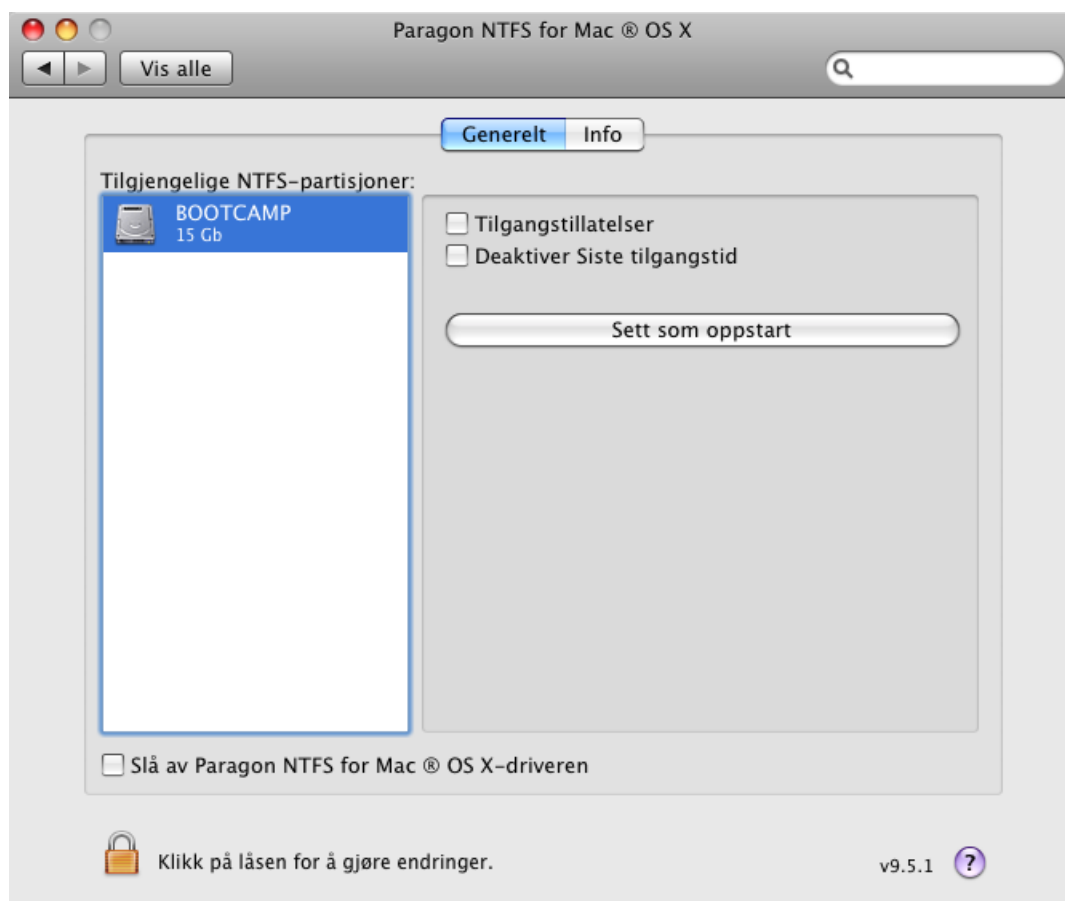 Paragon NTFS for Mac ® OS X
Vis alle
Generelt Info
Tilgjengelige NTFS-partisjoner:
BOOTCAMP
15 Gb
Tilgangstillatelser
Deaktiver Siste tilgangstid
Sett som oppstart
Slå av Paragon NTFS for Mac ® OS X-driveren
Klikk på låsen for å gjøre endringer.
v9.5.1 ?